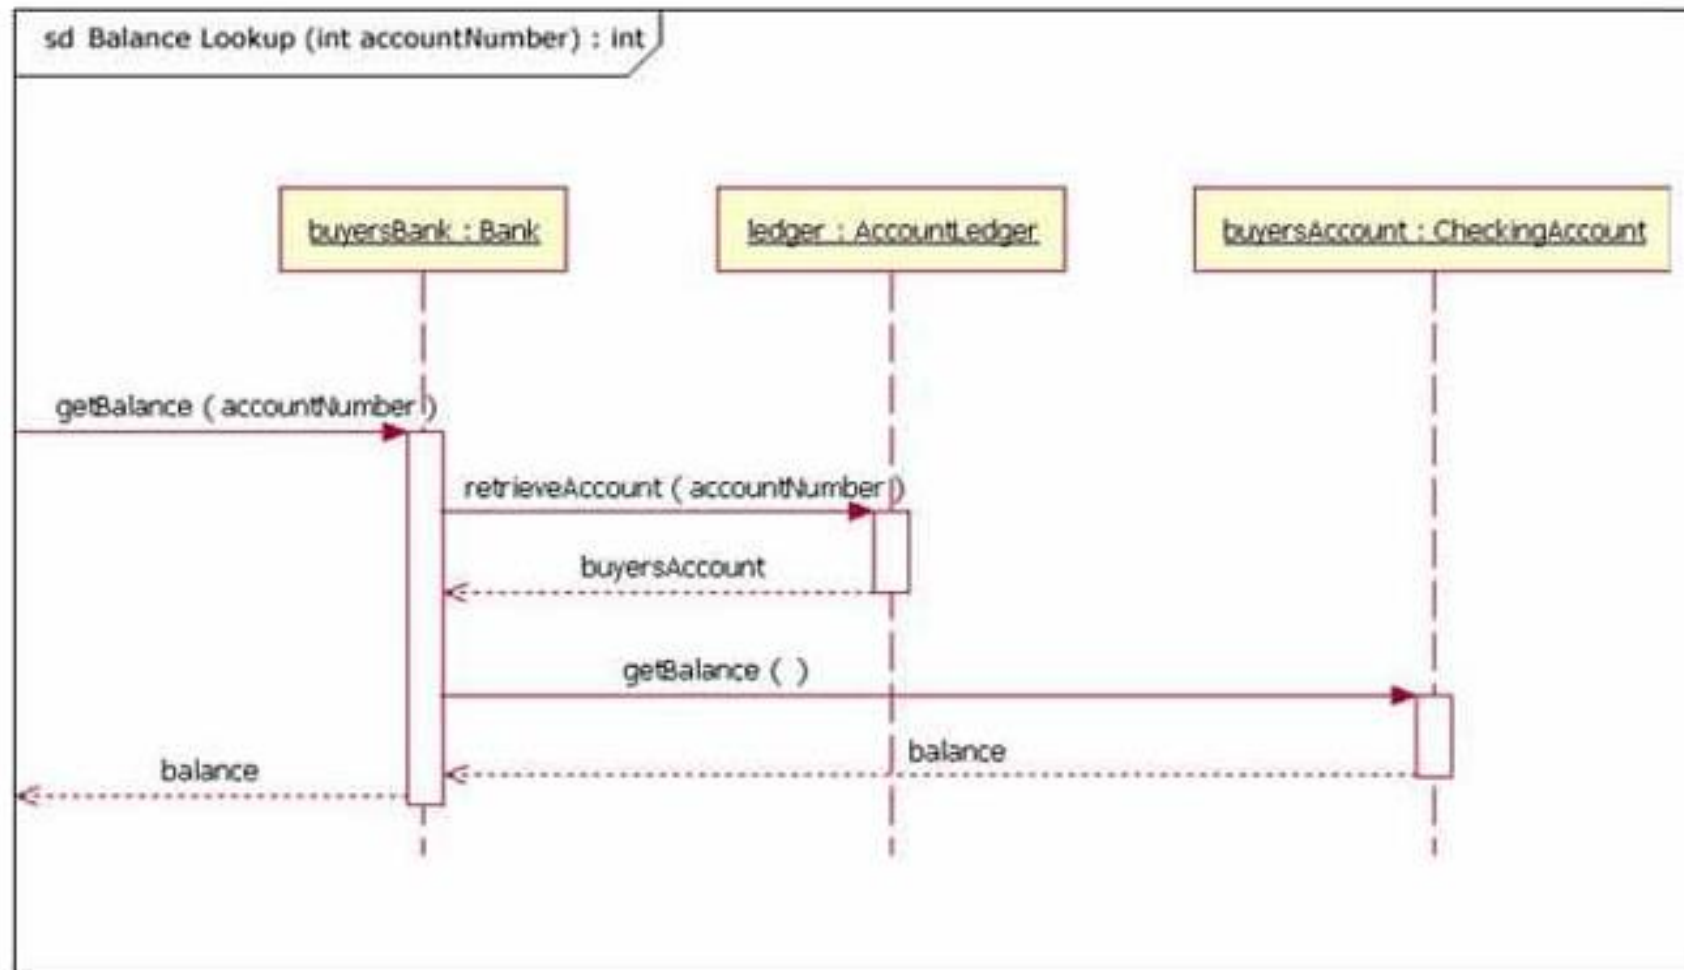 sd Balance Lookup (int accountNumber) : int
buyersBank : Bank
ledger : AccountLedger
buyersAccount : CheckingAccount
getBalance ( accountNumber )
retrieveAccount ( accountNumber )
buyersAccount
getBalance ( )
balance
balance